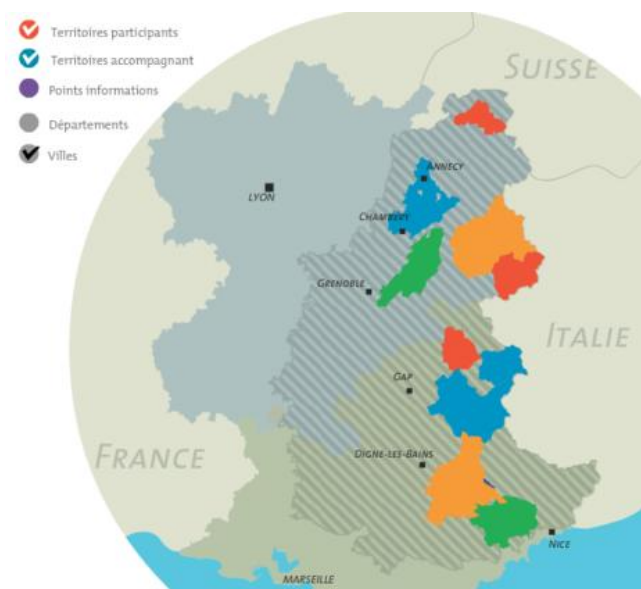 Territoires participants
Territoires accompagnant
Points informations
Départements
Villes
SUISSE
ANNECY
LYON
CHAMBÉRY
GRENOBLE
ITALIE
GAP
FRANCE
DIGNE-LES-BAINS
NICE
MARSEILLE